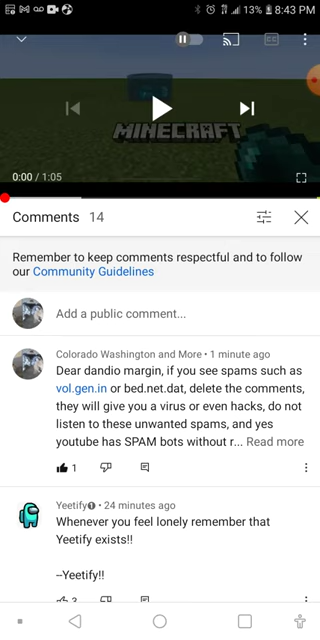 13% 8:43 PM
CC
MINECRAFT
0:00 / 1:05
Comments 14
Remember to keep comments respectful and to follow
our Community Guidelines
Add a public comment...
Colorado Washington and More • 1 minute ago
Dear dandio margin, if you see spams such as
vol.gen.in or bed.net.dat, delete the comments,
they will give you a virus or even hacks, do not
listen to these unwanted spams, and yes
youtube has SPAM bots without r... Read more
1
Yeetify • 24 minutes ago
Whenever you feel lonely remember that
Yeetify exists!!
--Yeetify!!
3